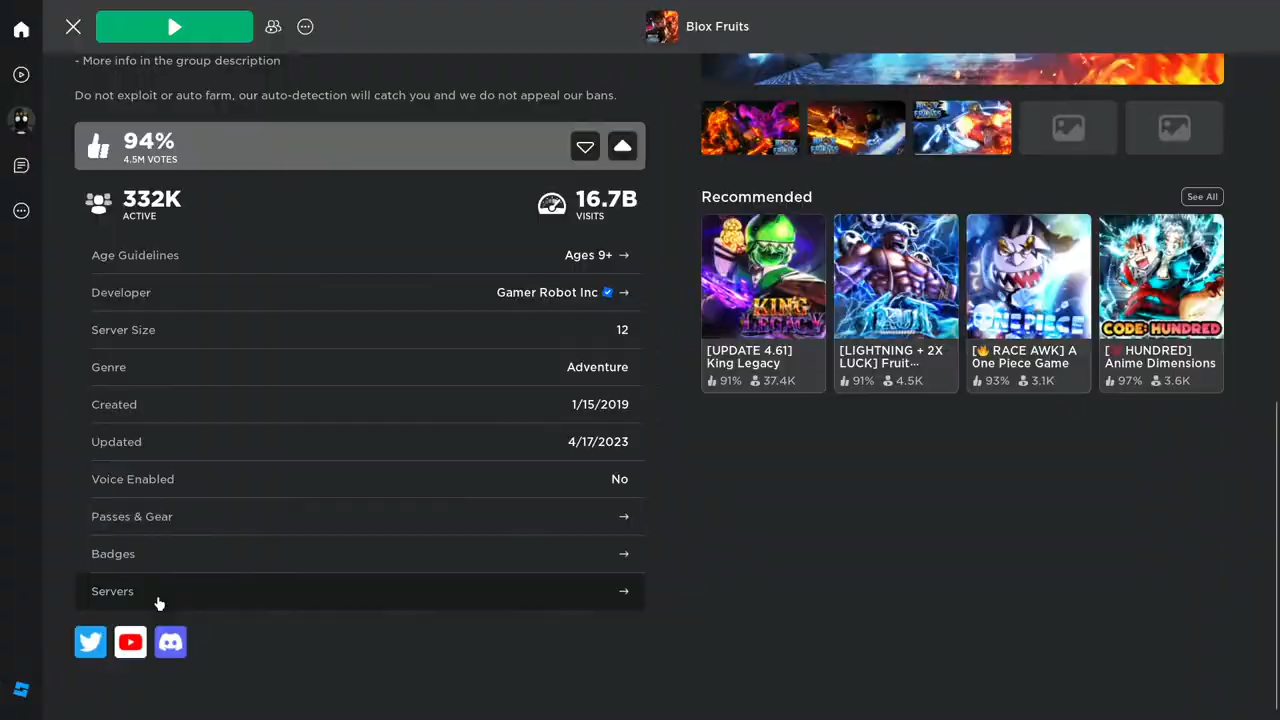 Blox Fruits
- More info in the group description
Do not exploit or auto farm, our auto-detection will catch you and we do not appeal our bans.
94%
4.5M VOTES
332K
ACTIVE
16.7B
VISITS
Age Guidelines
Ages 9+ →
Developer
Gamer Robot Inc →
Server Size
12
Genre
Adventure
Created
1/15/2019
Updated
4/17/2023
Voice Enabled
No
Passes & Gear →
Badges →
Servers →
Recommended
See All
KING
LEGACY
ONE PIECE
CODE: HUNDRED
[UPDATE 4.61]
King Legacy
91% 37.4K
[LIGHTNING + 2X
LUCK] Fruit...
91% 4.5K
[🔥 RACE AWK] A
One Piece Game
93% 3.1K
[ HUNDRED]
Anime Dimensions
97% 3.6K